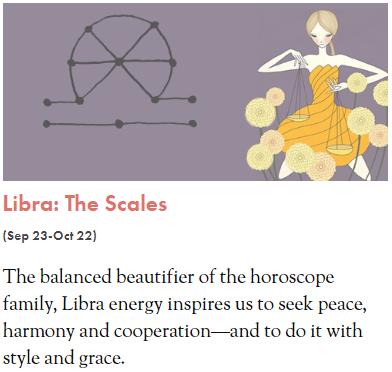 Libra: The Scales
(Sep 23-Oct 22)
The balanced beautifier of the horoscope
family, Libra energy inspires us to seek peace,
harmony and cooperation—and to do it with
style and grace.